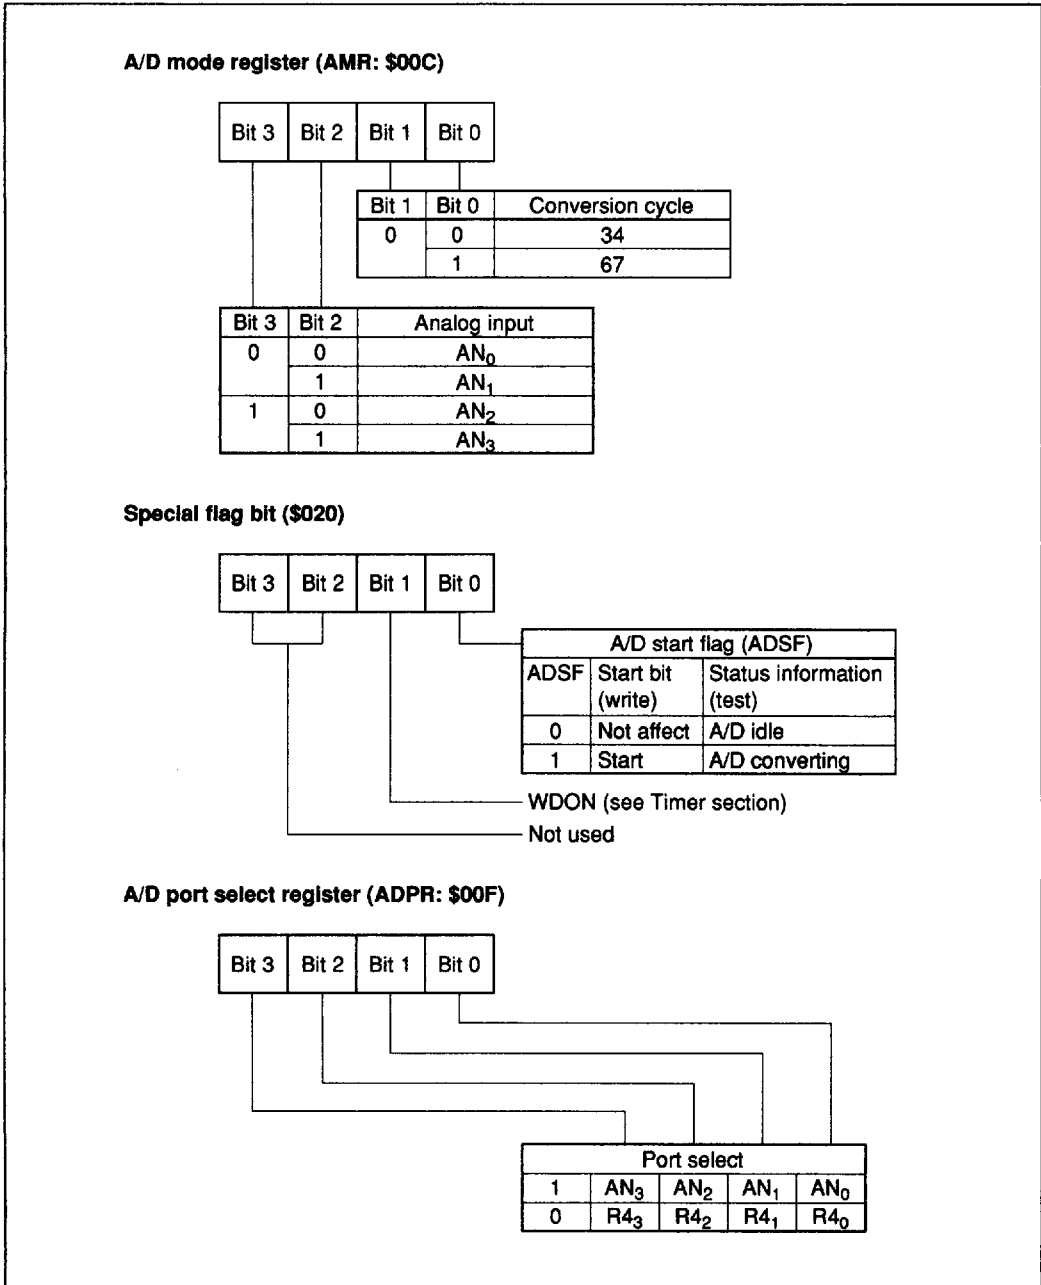 A/D mode register (AMR: $00C)
Bit 3 Bit 2 Bit 1 Bit 0
Bit 1 Bit 0 Conversion cycle
0 0 34
1 67
Bit 3 Bit 2 Analog input
0 0 AN0
1 AN1
1 0 AN2
1 AN3
Special flag bit ($020)
Bit 3 Bit 2 Bit 1 Bit 0
A/D start flag (ADSF)
ADSF Start bit Status information
(write) (test)
0 Not affect A/D idle
1 Start A/D converting
WDON (see Timer section)
Not used
A/D port select register (ADPR: $00F)
Bit 3 Bit 2 Bit 1 Bit 0
Port select
1 AN3 AN2 AN1 AN0
0 R43 R42 R41 R40